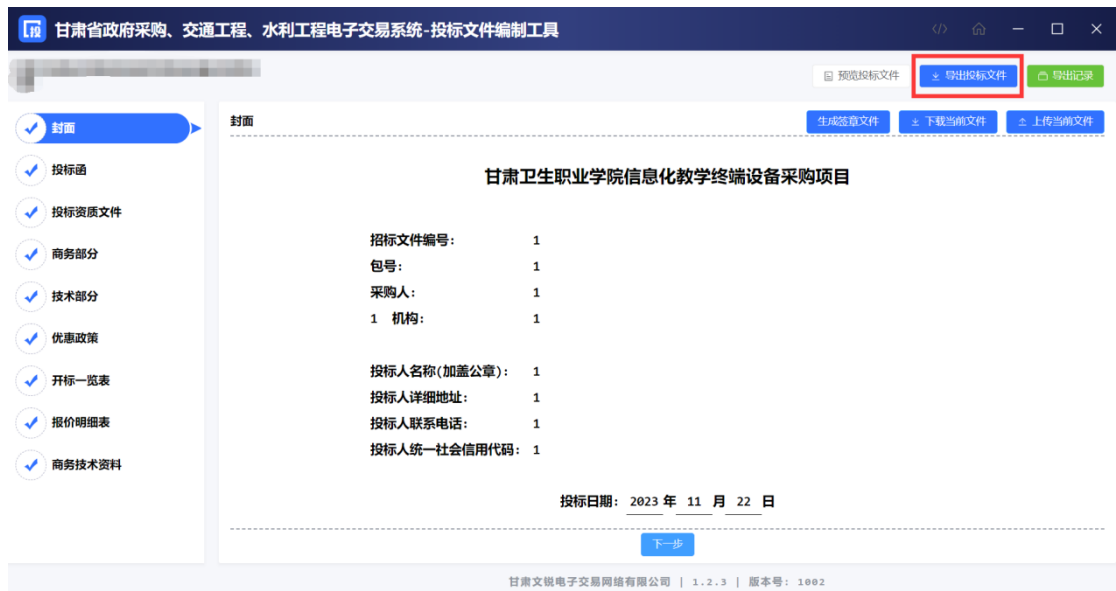 投 甘肃省政府采购、交通工程、水利工程电子交易系统-投标文件编制工具
预览投标文件 导出投标文件 导出记录
封面
投标函
投标资质文件
商务部分
技术部分
优惠政策
开标一览表
报价明细表
商务技术资料
封面 生成签章文件 下载当前文件 上传当前文件
甘肃卫生职业学院信息化教学终端设备采购项目
招标文件编号: 1
包号: 1
采购人: 1
1 机构: 1
投标人名称(加盖公章): 1
投标人详细地址: 1
投标人联系电话: 1
投标人统一社会信用代码: 1
投标日期: 2023 年 11 月 22 日
下一步
甘肃文锐电子交易网络有限公司 | 1.2.3 | 版本号: 1002